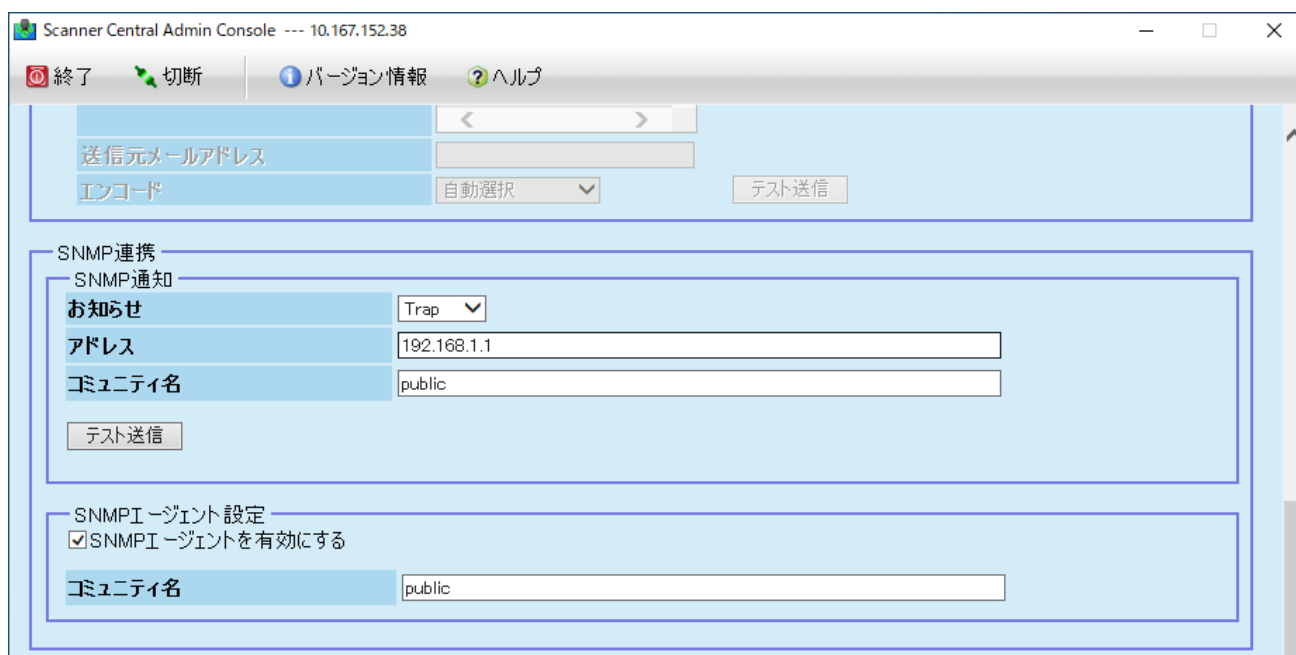 Scanner Central Admin Console --- 10.167.152.38
終了 切断 バージョン情報 ヘルプ
送信元メールアドレス
エンコード 自動選択 テスト送信
SNMP連携
SNMP通知
お知らせ Trap
アドレス 192.168.1.1
コミュニティ名 public
テスト送信
SNMPエージェント設定
SNMPエージェントを有効にする
コミュニティ名 public